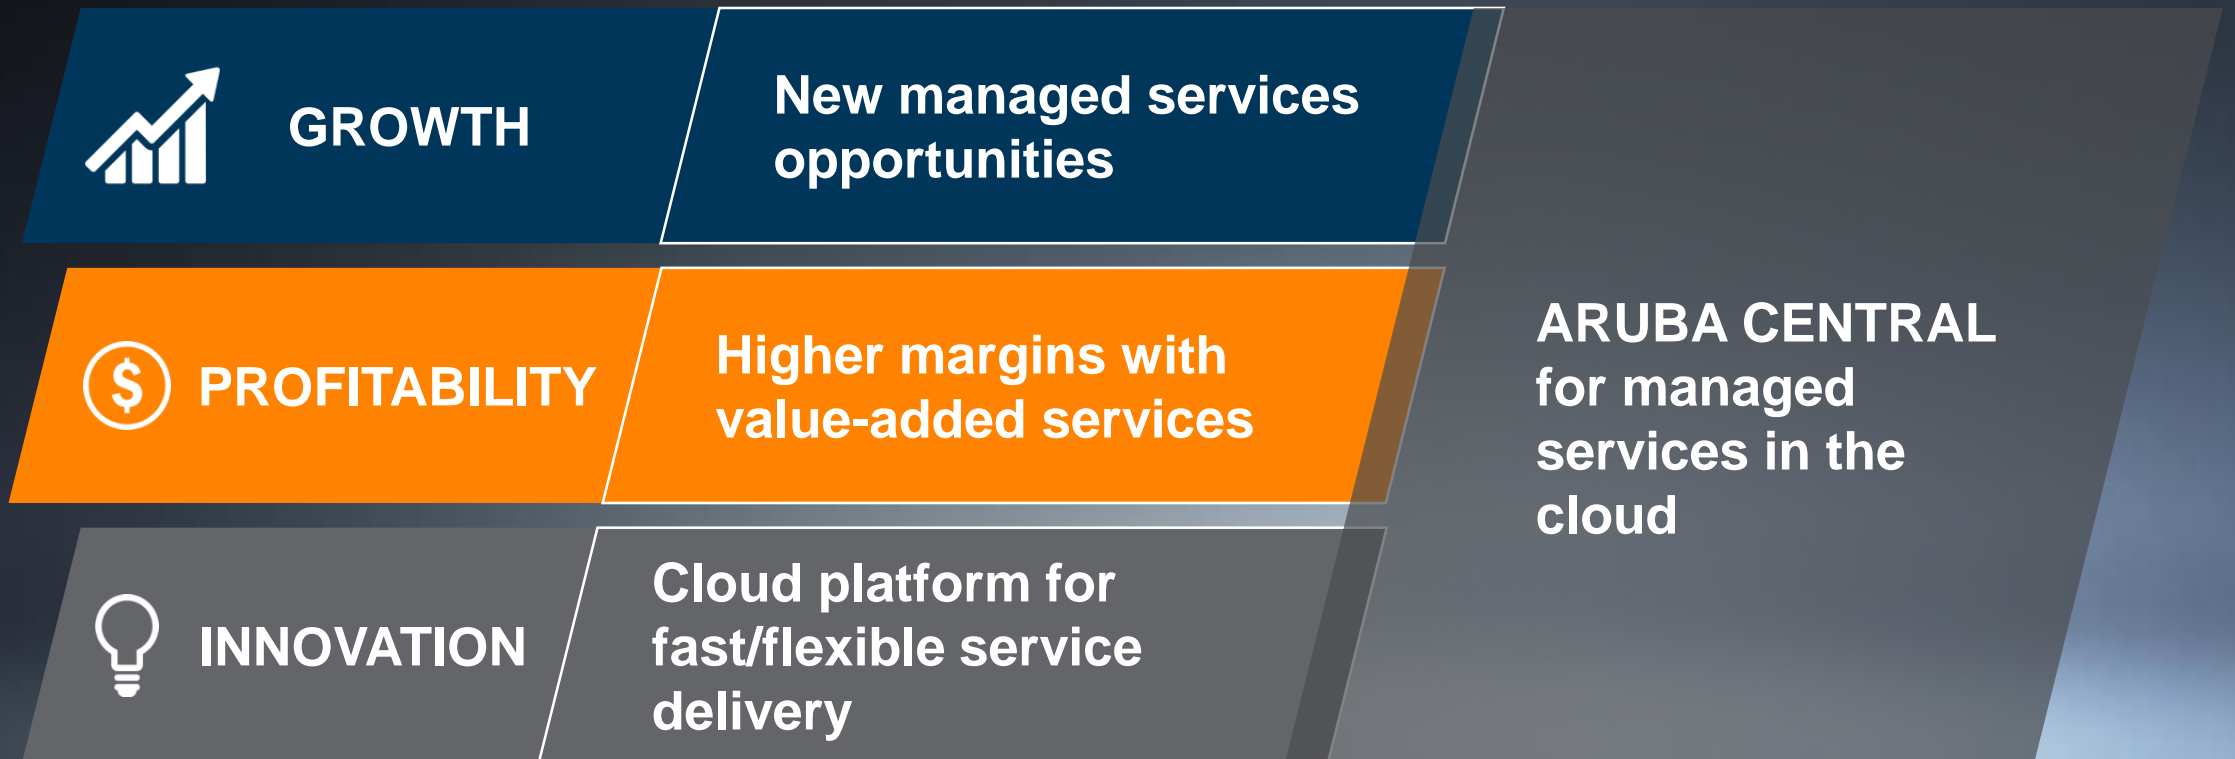 GROWTH
New managed services
opportunities
PROFITABILITY
Higher margins with
value-added services
INNOVATION
Cloud platform for
fast/flexible service
delivery
ARUBA CENTRAL
for managed
services in the
cloud